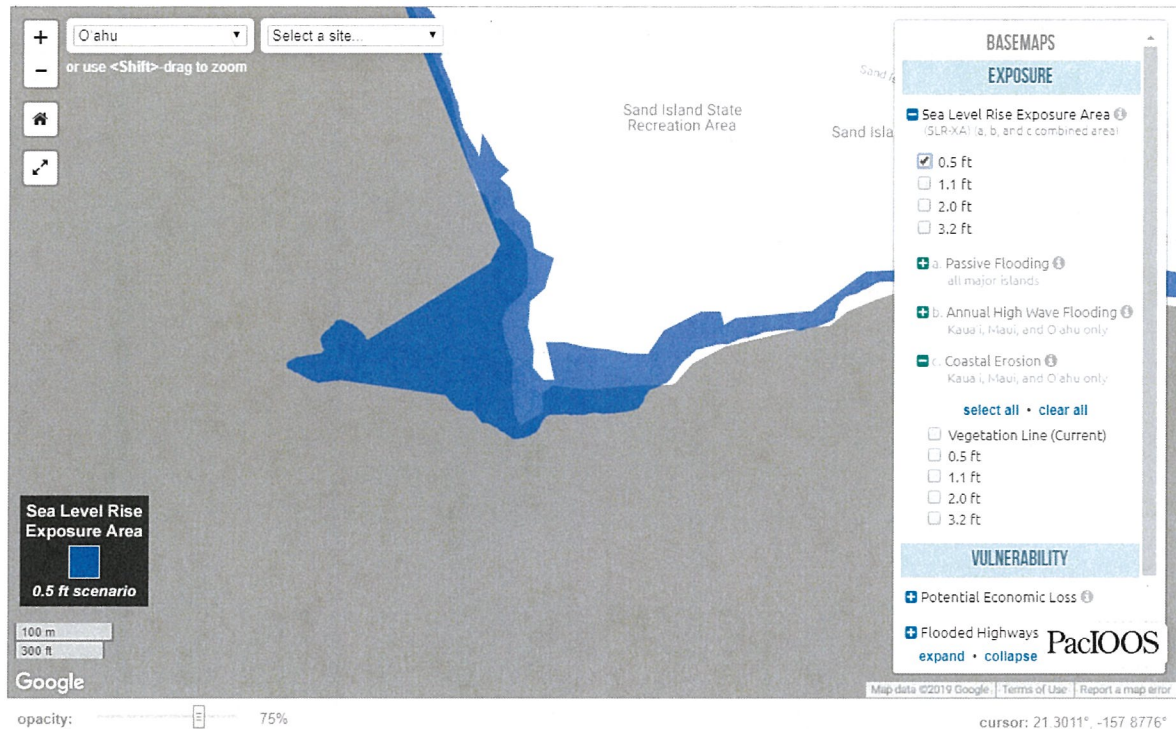 +
O'ahu
Select a site...
−
or use <Shift>-drag to zoom
Sand Island State
Recreation Area
Sand
Sand
BASEMAPS
EXPOSURE
Sea Level Rise Exposure Area
(SLR-XA) (a, b, and c combined area)
0.5 ft
1.1 ft
2.0 ft
3.2 ft
a. Passive Flooding
all major islands
b. Annual High Wave Flooding
Kaua'i, Maui, and O'ahu only
c. Coastal Erosion
Kaua'i, Maui, and O'ahu only
select all • clear all
Vegetation Line (Current)
0.5 ft
1.1 ft
2.0 ft
3.2 ft
VULNERABILITY
Potential Economic Loss
Flooded Highways
expand • collapse
PacIOOS
Sea Level Rise
Exposure Area
0.5 ft scenario
100 m
300 ft
Google
Map data ©2019 Google
Terms of Use
Report a map error
opacity:
75%
cursor: 21.3011°, -157.8776°